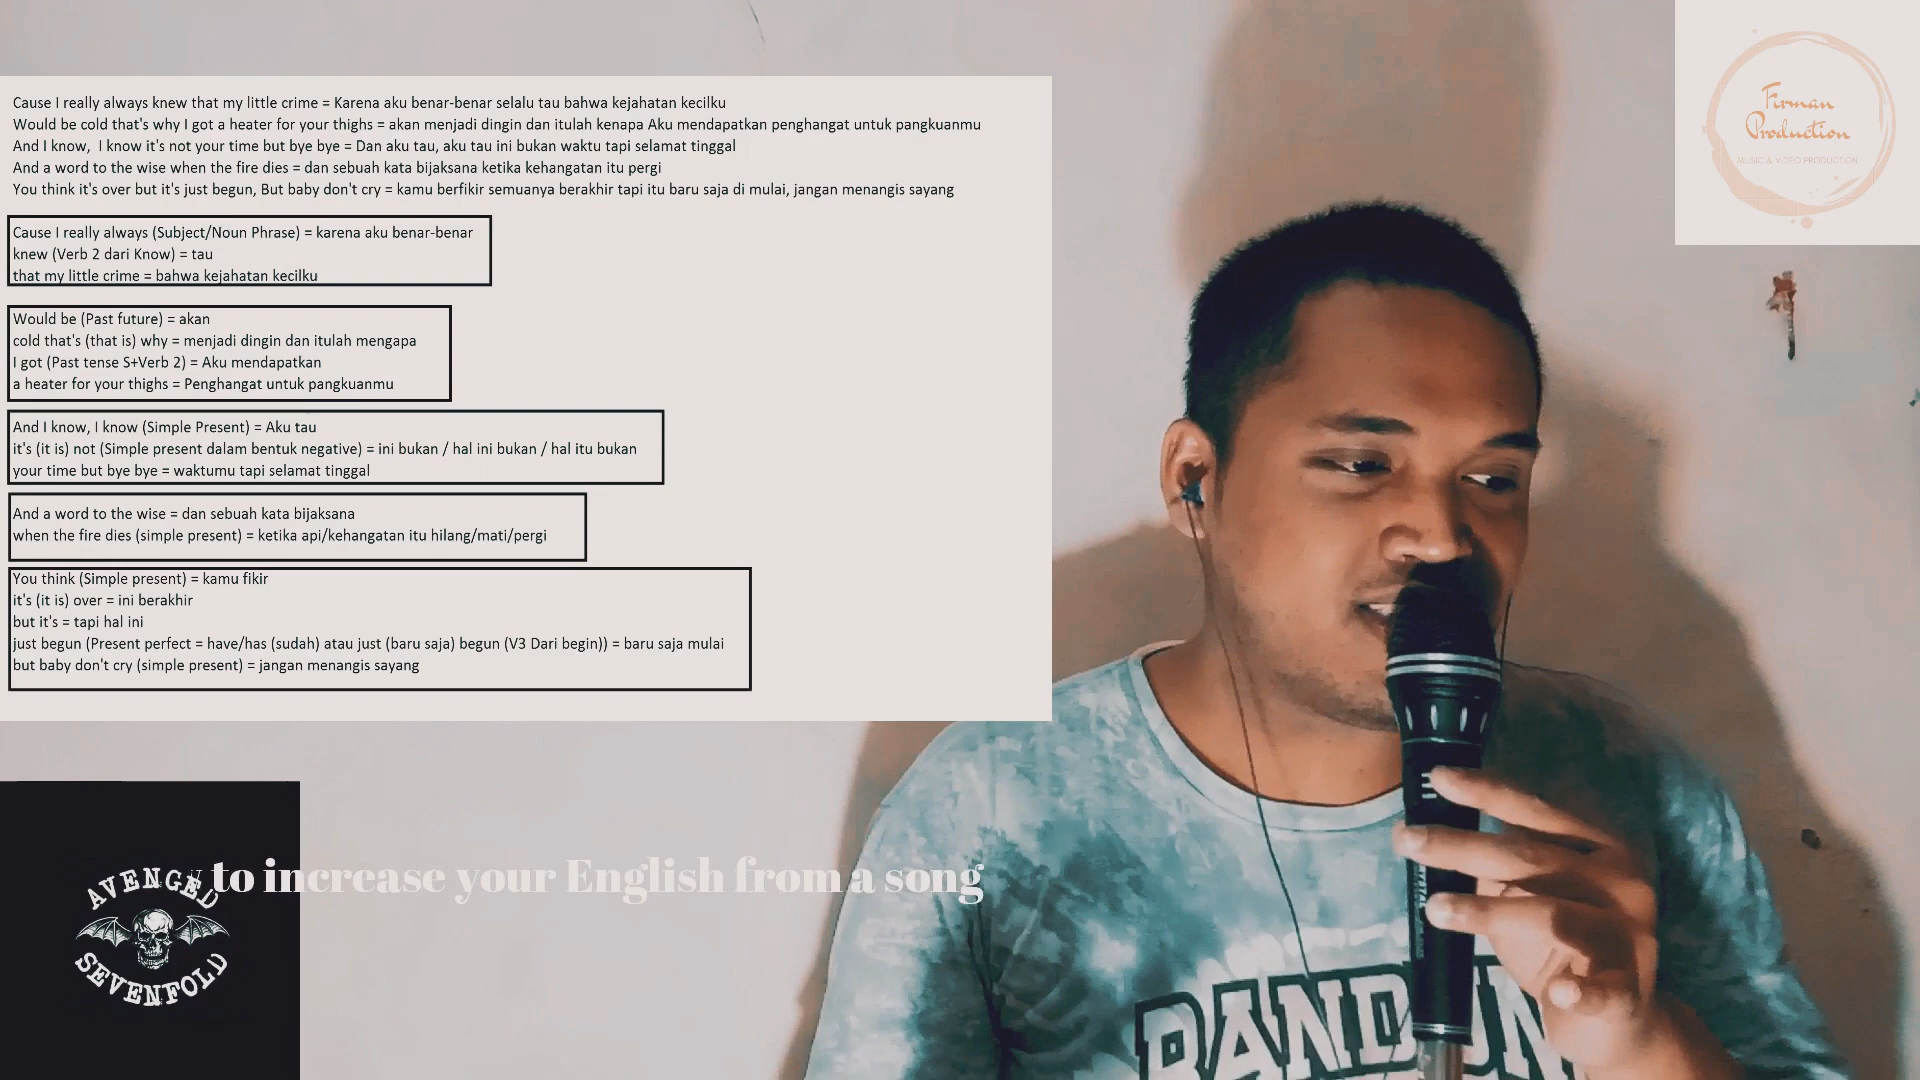 Cause I really always knew that my little crime = Karena aku benar-benar selalu tau bahwa kejahatan kecilku
Would be cold that's why I got a heater for your thighs = akan menjadi dingin dan itulah kenapa Aku mendapatkan penghangat untuk pangkuanmu
And I know,  I know it's not your time but bye bye = Dan aku tau, aku tau ini bukan waktu tapi selamat tinggal
And a word to the wise when the fire dies = dan sebuah kata bijaksana ketika kehangatan itu pergi
You think it's over but it's just begun, But baby don't cry = kamu berfikir semuanya berakhir tapi itu baru saja di mulai, jangan menangis sayang
Cause I really always (Subject/Noun Phrase) = karena aku benar-benar
knew (Verb 2 dari Know) = tau
that my little crime = bahwa kejahatan kecilku
Would be (Past future) = akan
cold that's (that is) why = menjadi dingin dan itulah mengapa
I got (Past tense S+Verb 2) = Aku mendapatkan
a heater for your thighs = Penghangat untuk pangkuanmu
And I know, I know (Simple Present) = Aku tau
it's (it is) not (Simple present dalam bentuk negative) = ini bukan / hal ini bukan / hal itu bukan
your time but bye bye = waktumu tapi selamat tinggal
And a word to the wise = dan sebuah kata bijaksana
when the fire dies (simple present) = ketika api/kehangatan itu hilang/mati/pergi
You think (Simple present) = kamu fikir
it's (it is) over = ini berakhir
but it's = tapi hal ini
just begun (Present perfect = have/has (sudah) atau just (baru saja) begun (V3 Dari begin)) = baru saja mulai
but baby don't cry (simple present) = jangan menangis sayang
Firman
Production
MUSIC & VIDEO PRODUCTION
to increase your English from a song
AVENGED
SEVENFOLD